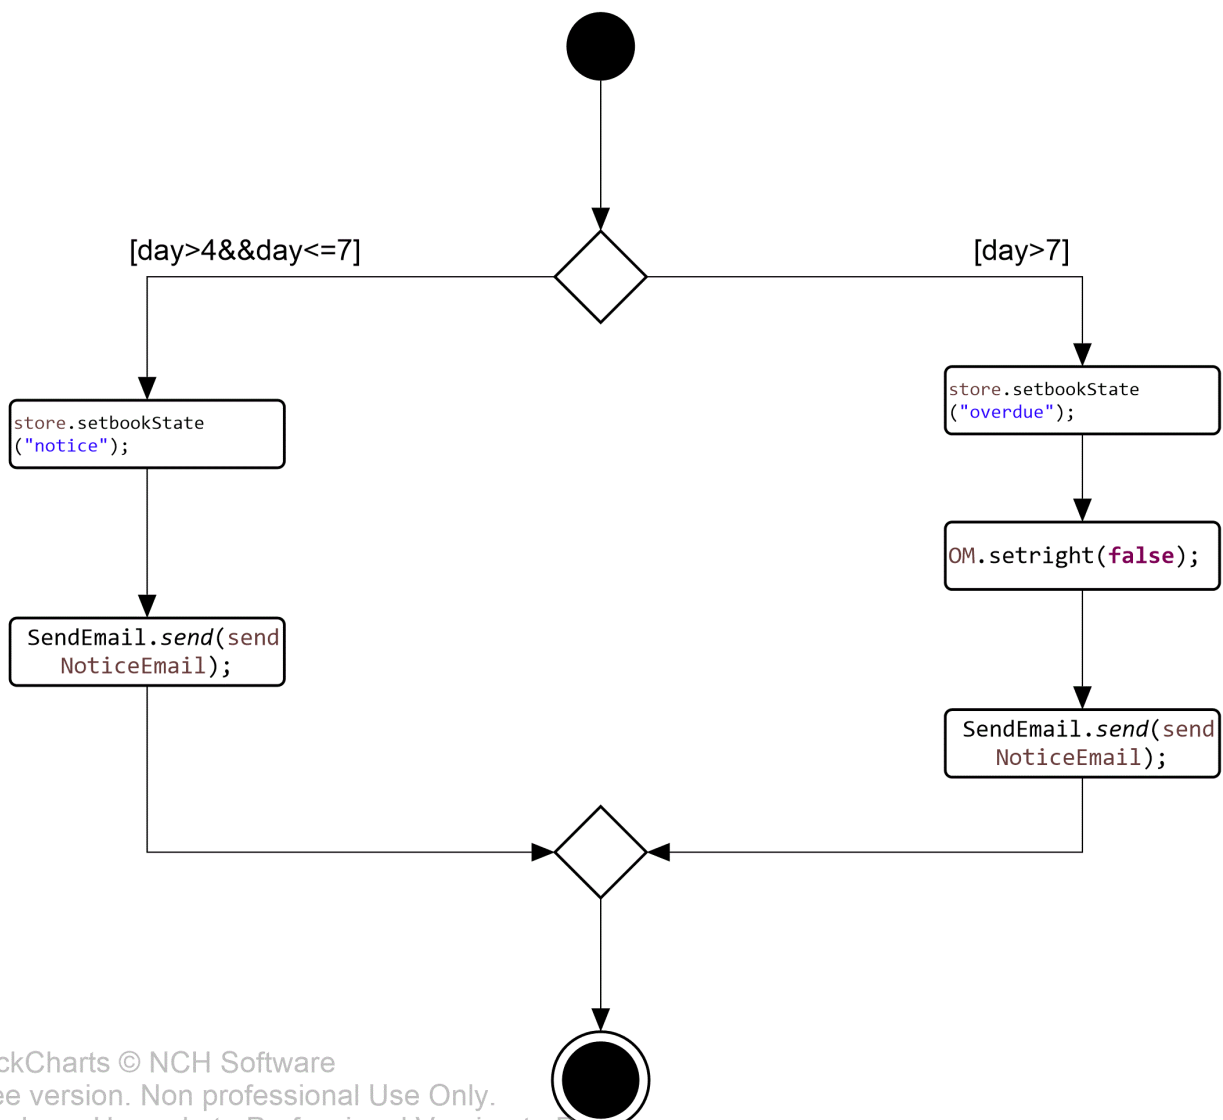 [day>4&&day<=7]
[day>7]
store.setbookState
("notice");
SendEmail.send(send
NoticeEmail);
store.setbookState
("overdue");
OM.setright(false);
SendEmail.send(send
NoticeEmail);
ckCharts © NCH Software
ee version. Non professional Use Only.